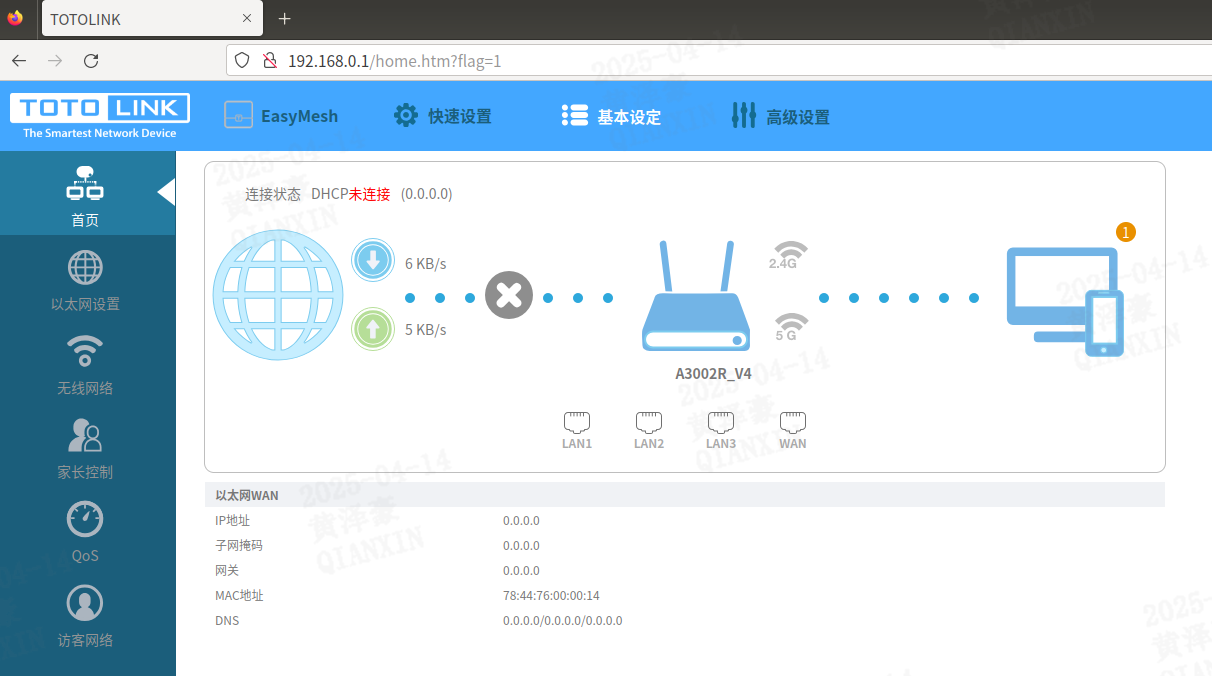 TOTOLINK
192.168.0.1/home.htm?flag=1
TOTO LINK
The Smartest Network Device
EasyMesh
快速设置
基本设定
高级设置
首页
以太网设置
无线网络
家长控制
QoS
访客网络
连接状态 DHCP未连接 (0.0.0.0)
1
6 KB/s
5 KB/s
2.4G
5 G
A3002R_V4
LAN1
LAN2
LAN3
WAN
以太网WAN
IP地址 0.0.0.0
子网掩码 0.0.0.0
网关 0.0.0.0
MAC地址 78:44:76:00:00:14
DNS 0.0.0.0/0.0.0.0/0.0.0.0
2025-04-14
黄泽豪
QIANXIN